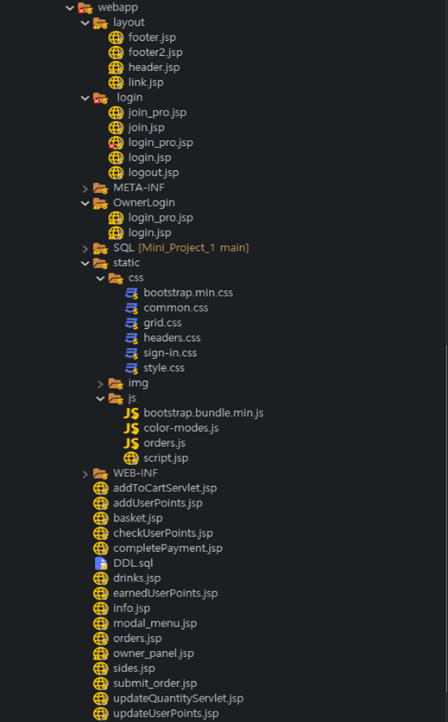 webapp
layout
footer.jsp
footer2.jsp
header.jsp
link.jsp
login
join_pro.jsp
join.jsp
login_pro.jsp
login.jsp
logout.jsp
META-INF
OwnerLogin
login_pro.jsp
login.jsp
SQL [Mini_Project_1 main]
static
css
bootstrap.min.css
common.css
grid.css
headers.css
sign-in.css
style.css
img
js
bootstrap.bundle.min.js
color-modes.js
orders.js
script.jsp
WEB-INF
addToCartServlet.jsp
addUserPoints.jsp
basket.jsp
checkUserPoints.jsp
completePayment.jsp
DDL.sql
drinks.jsp
earnedUserPoints.jsp
info.jsp
modal_menu.jsp
orders.jsp
owner_panel.jsp
sides.jsp
submit_order.jsp
updateQuantityServlet.jsp
updateUserPoints.jsp